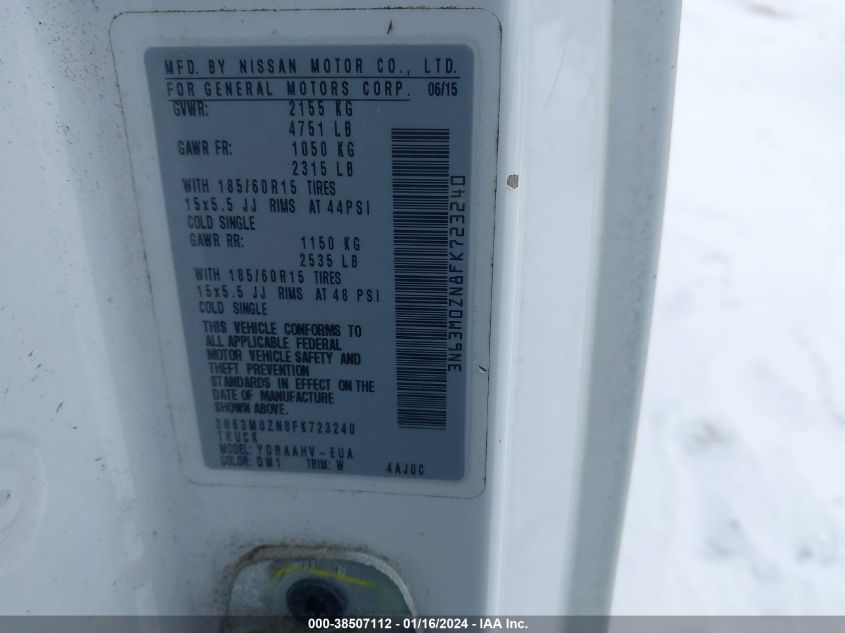 MFD. BY NISSAN MOTOR CO., LTD.
FOR GENERAL MOTORS CORP. 06/15
GVWR: 2155 KG
4751 LB
GAWR FR: 1050 KG
2315 LB
WITH 185/60R15 TIRES
15x5.5 JJ RIMS AT 44PSI
COLD SINGLE
GAWR RR: 1150 KG
2535 LB
WITH 185/60R15 TIRES
15x5.5 JJ RIMS AT 48 PSI
COLD SINGLE
THIS VEHICLE CONFORMS TO
ALL APPLICABLE FEDERAL
MOTOR VEHICLE SAFETY AND
THEFT PREVENTION
STANDARDS IN EFFECT ON THE
DATE OF MANUFACTURE
SHOWN ABOVE.
3N63M0ZN8FK723240
TRUCK
MODEL: YDRAAHV-EUA
COLOR: QM1 TRIM: W 4AJ0C
3N63M0ZN8FK723240
000-38507112 - 01/16/2024 - IAA Inc.